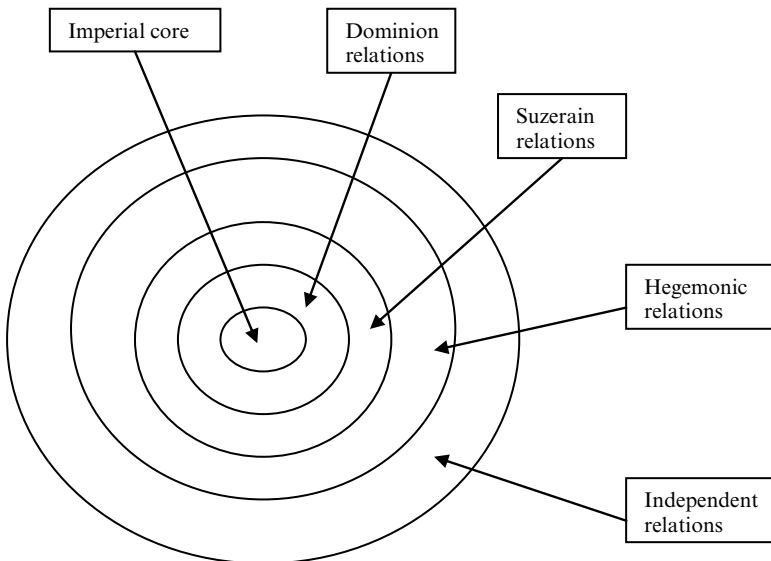 Imperial core
Dominion
relations
Suzerain
relations
Hegemonic
relations
Independent
relations